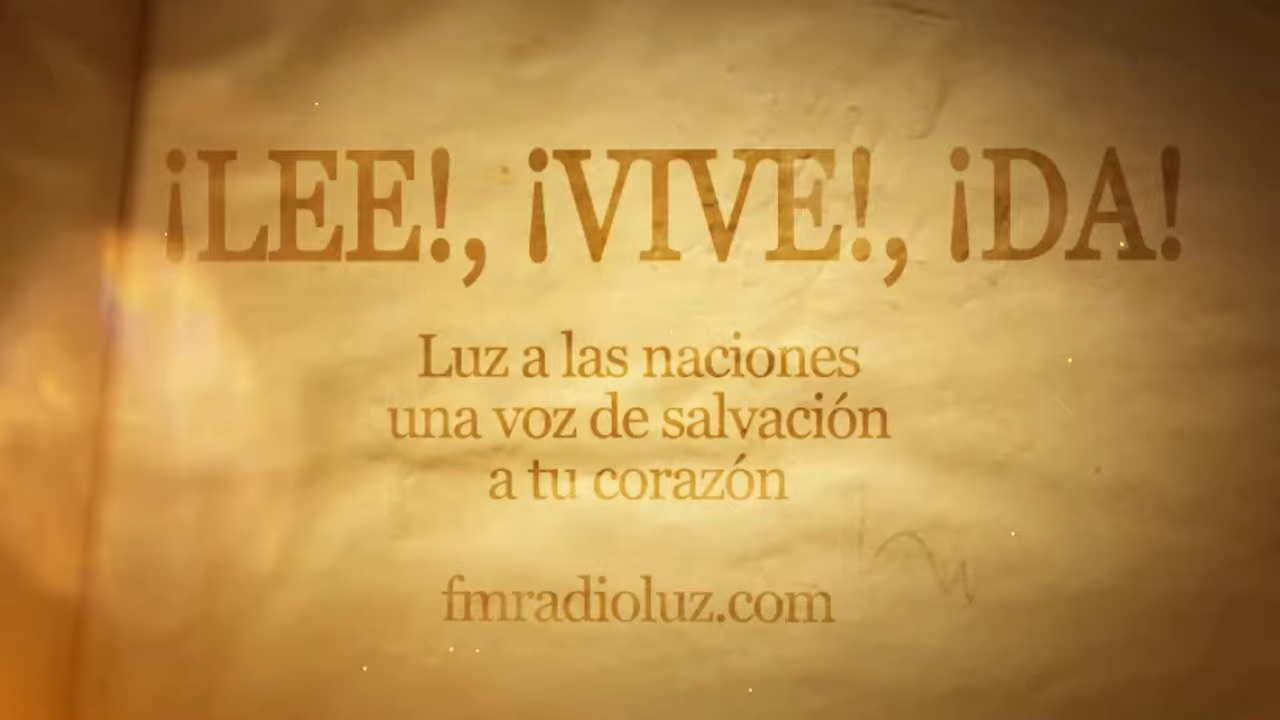 ¡LEE!, ¡VIVE!, ¡DA!
Luz a las naciones
una voz de salvación
a tu corazón
fmradioluz.com